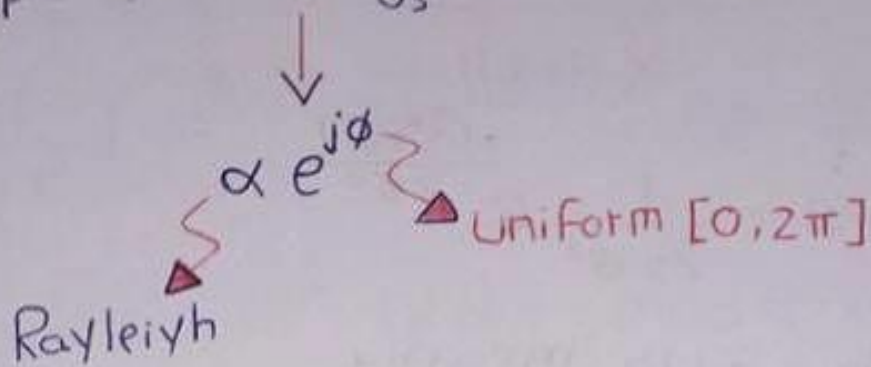 α e^{jφ}
uniform [0,2π]
Rayleiyh